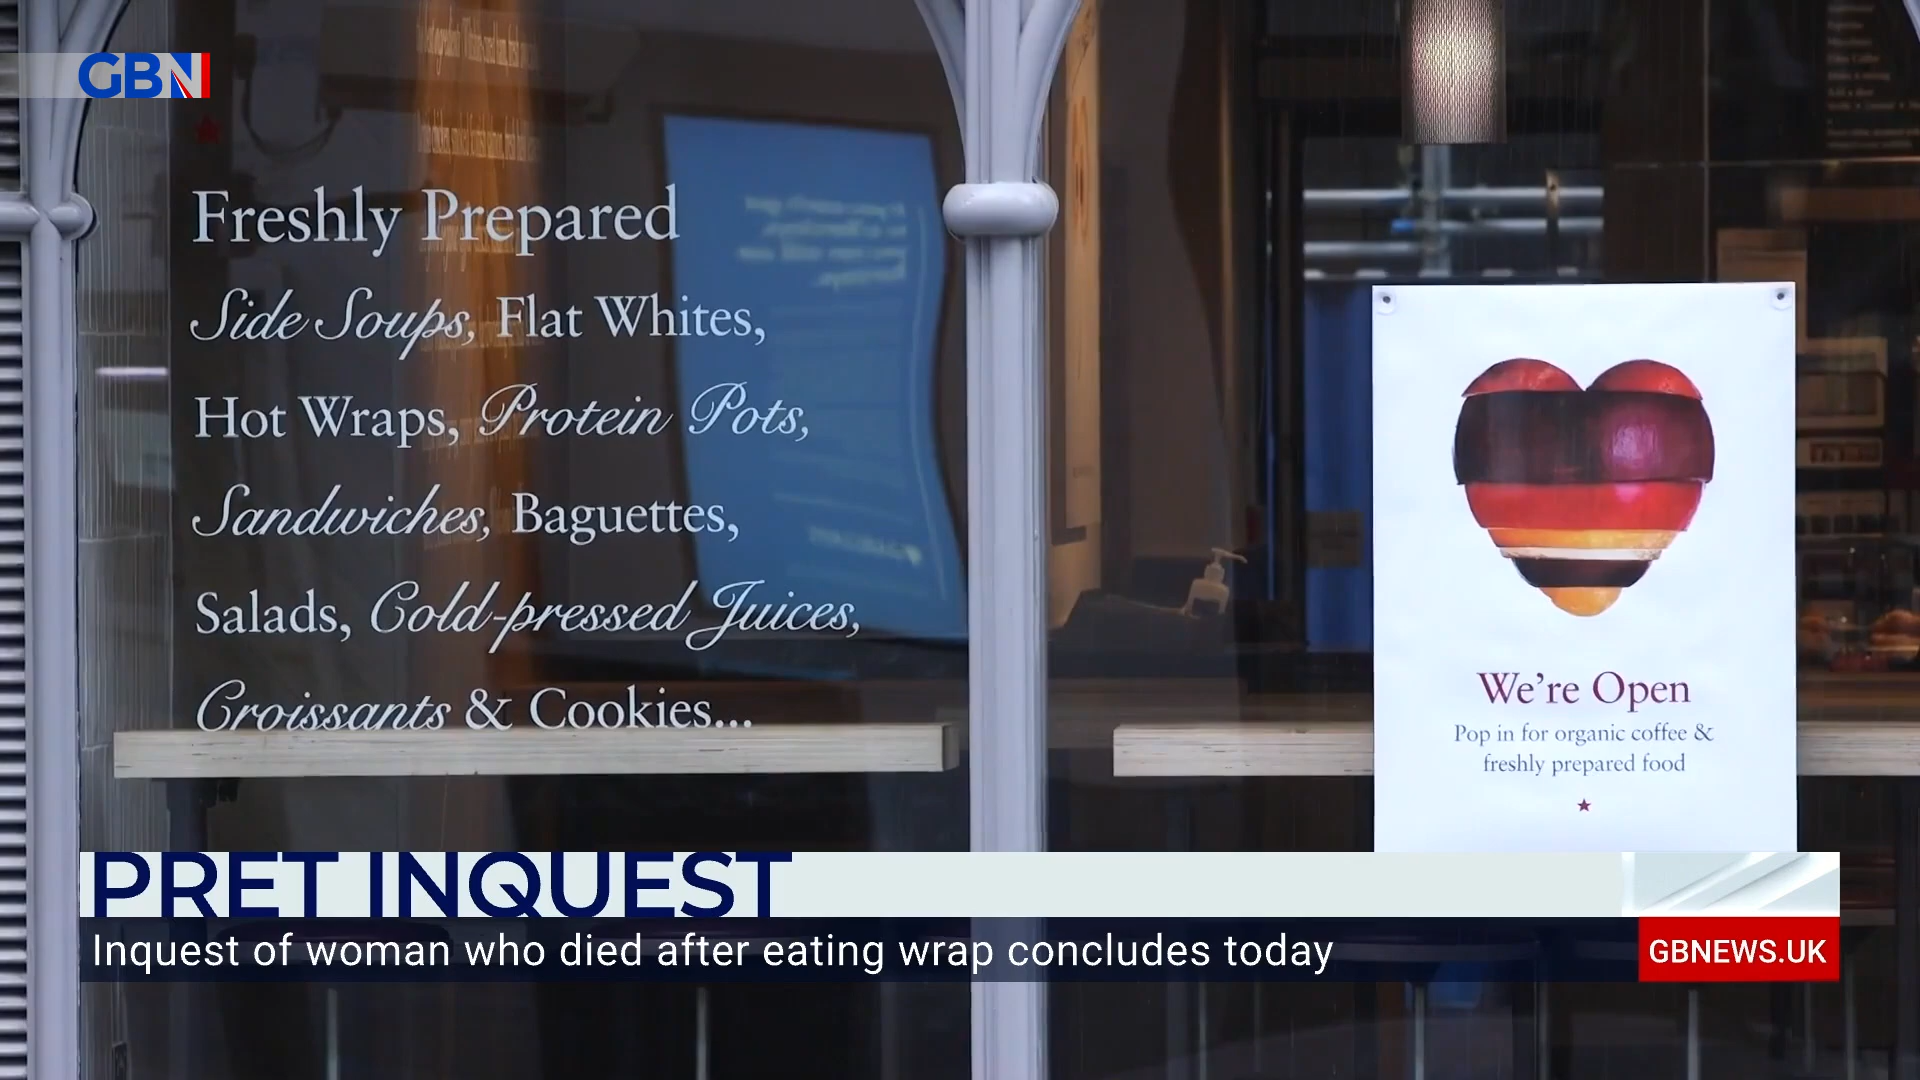 GBN
Freshly Prepared
Side Soups, Flat Whites,
Hot Wraps, Protein Pots,
Sandwiches, Baguettes,
Salads, Cold-pressed Juices,
Croissants & Cookies...
We're Open
Pop in for organic coffee &
freshly prepared food
PRET INQUEST
Inquest of woman who died after eating wrap concludes today
GBNEWS.UK